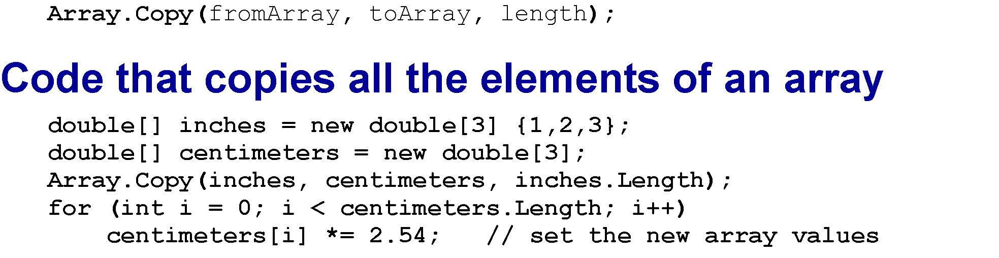 Array.Copy(fromArray, toArray, length);
Code that copies all the elements of an array
double[] inches = new double[3] {1,2,3};
double[] centimeters = new double[3];
Array.Copy(inches, centimeters, inches.Length);
for (int i = 0; i < centimeters.Length; i++)
    centimeters[i] *= 2.54;   // set the new array values